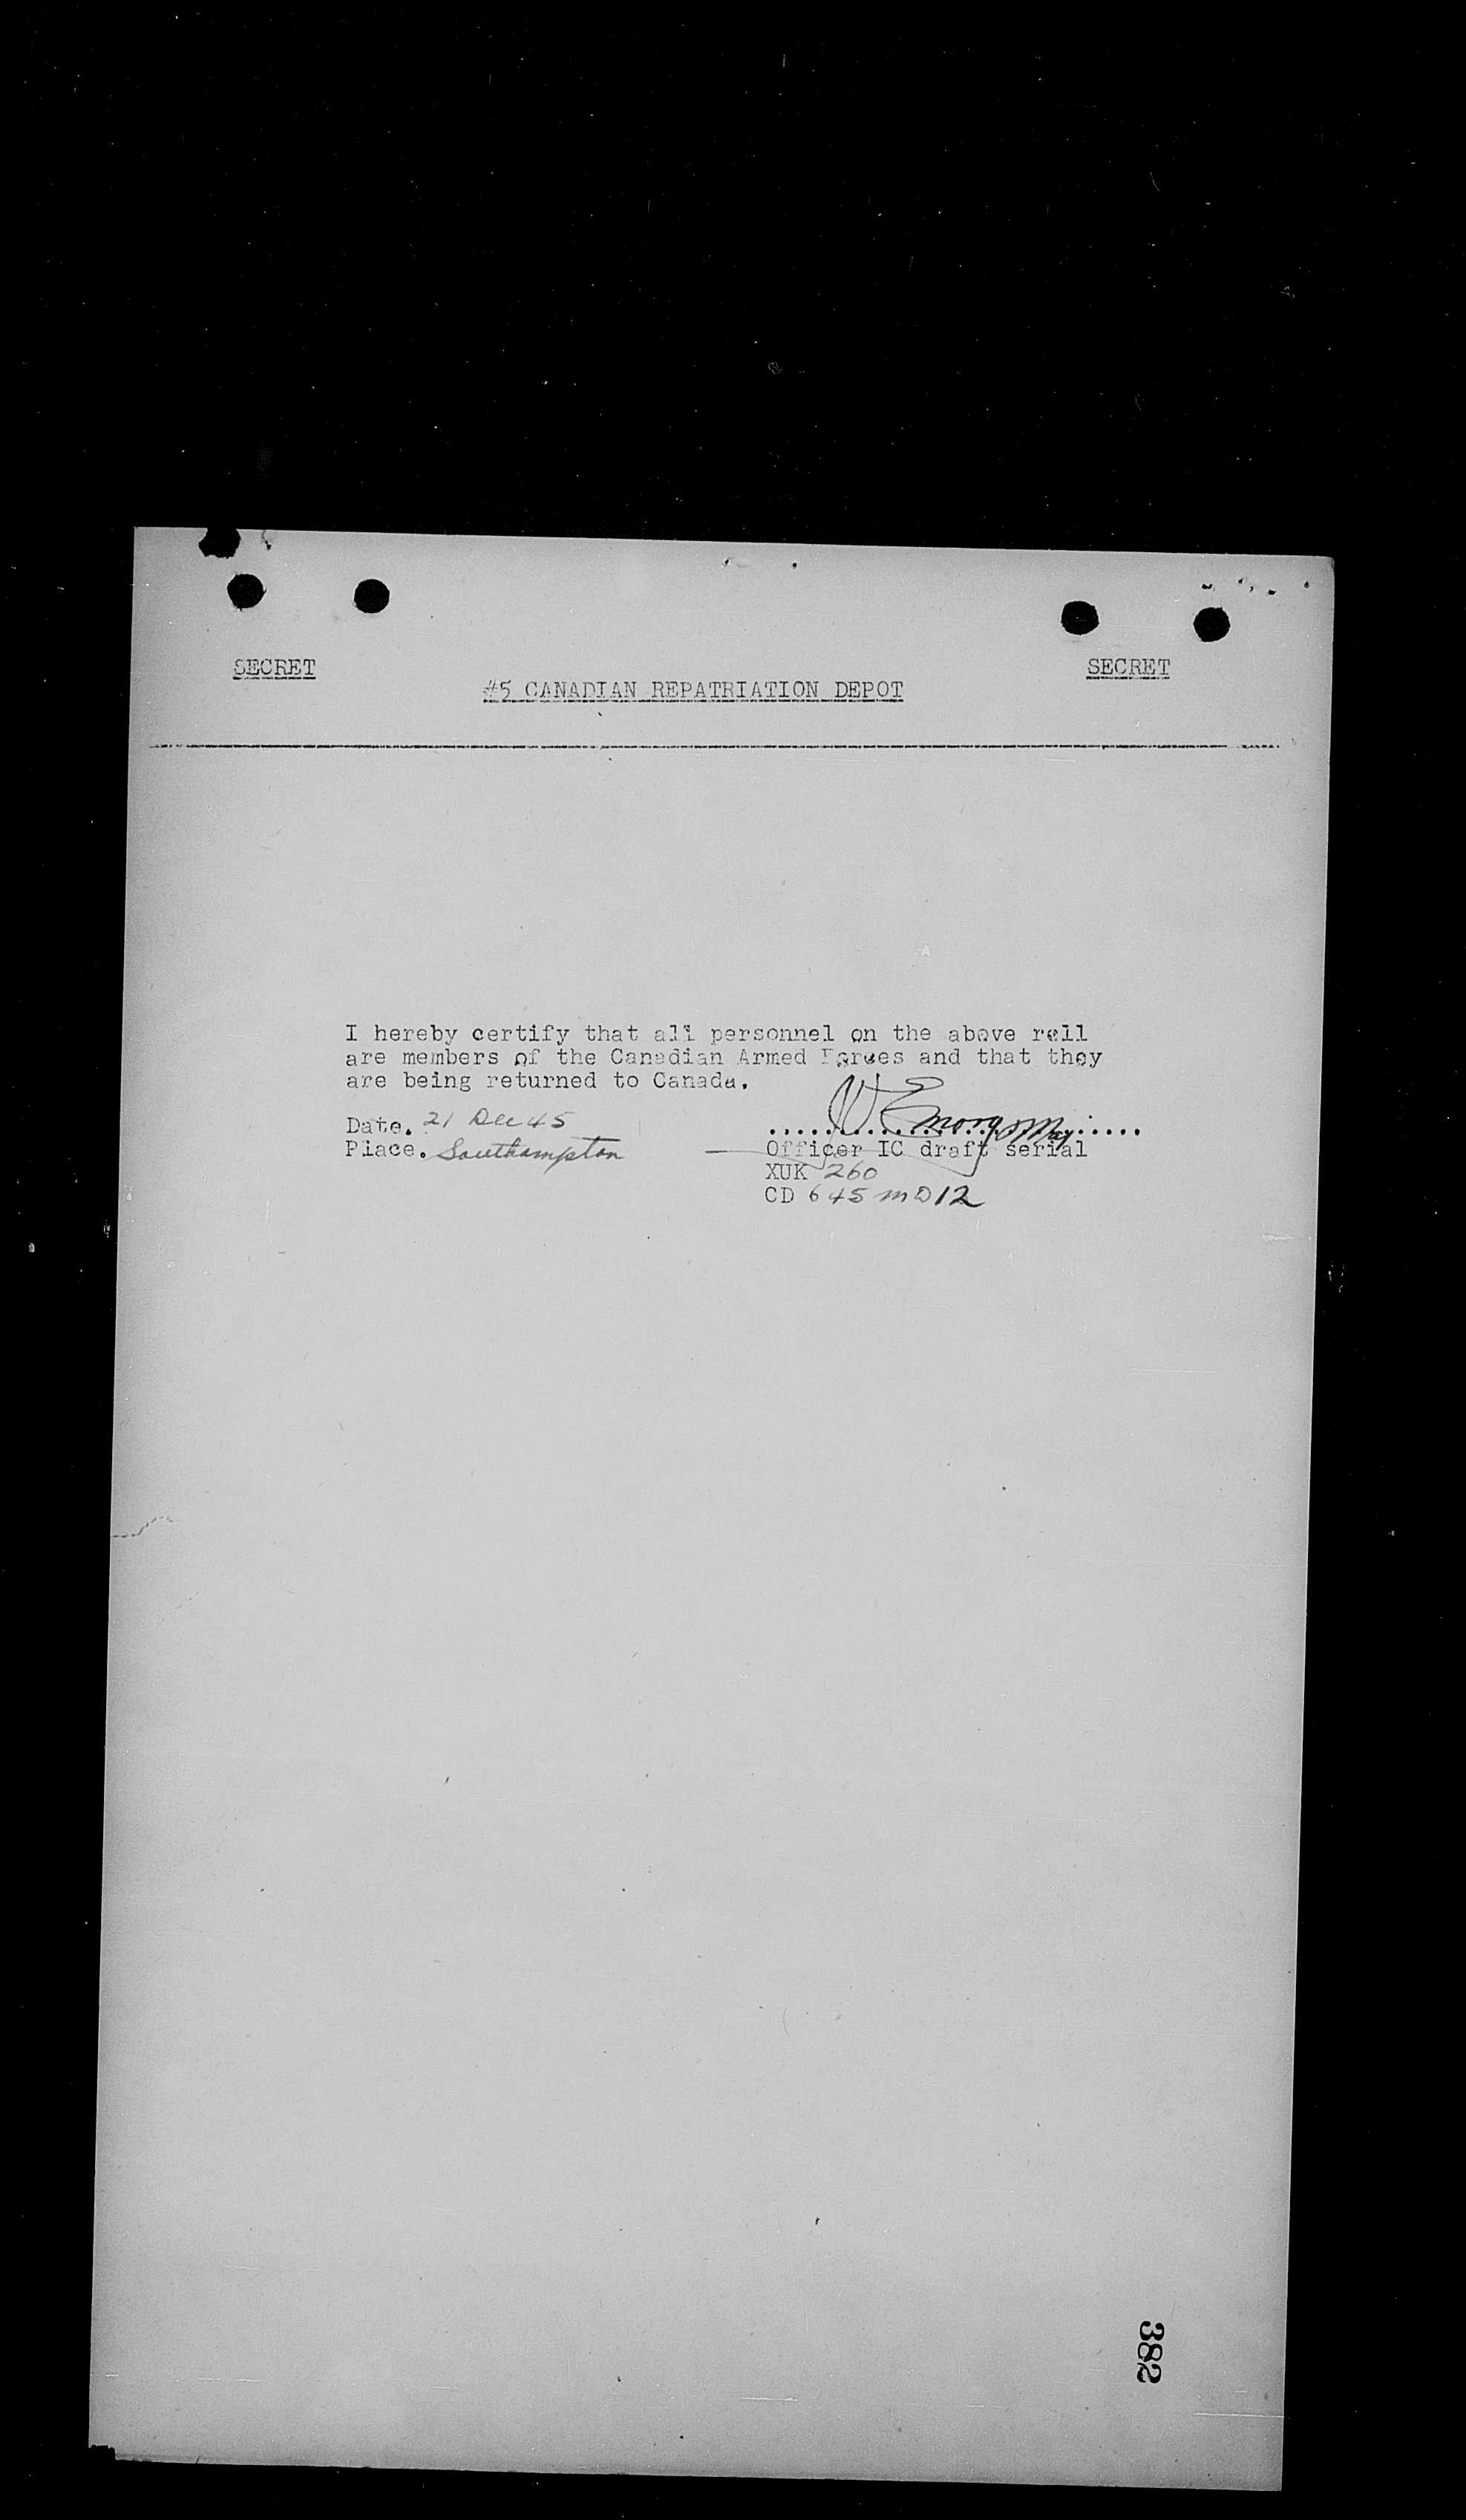 SECRET
SECRET
#5 CANADIAN REPATRIATION DEPOT
I hereby certify that all personnel on the above roll
are members of the Canadian Armed Forces and that they
are being returned to Canada.
Date. 21 Dec 45
Place. Southampton
Emory Maj
Officer IC draft serial
XUK 260
CD 645 MD12
382